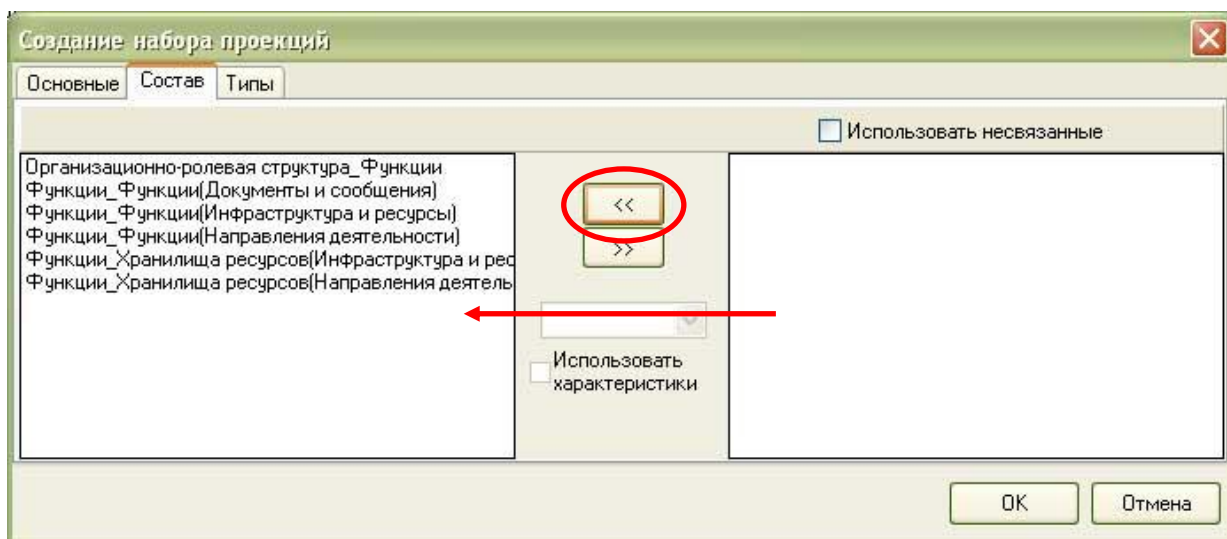 Создание набора проекций
Основные Состав Типы
Использовать несвязанные
Организационно-ролевая структура_Функции
Функции_Функции(Документы и сообщения)
Функции_Функции(Инфраструктура и ресурсы)
Функции_Функции(Направления деятельности)
Функции_Хранилища ресурсов(Инфраструктура и рес
Функции_Хранилища ресурсов(Направления деятель
<<
>>
Использовать
характеристики
OK Отмена